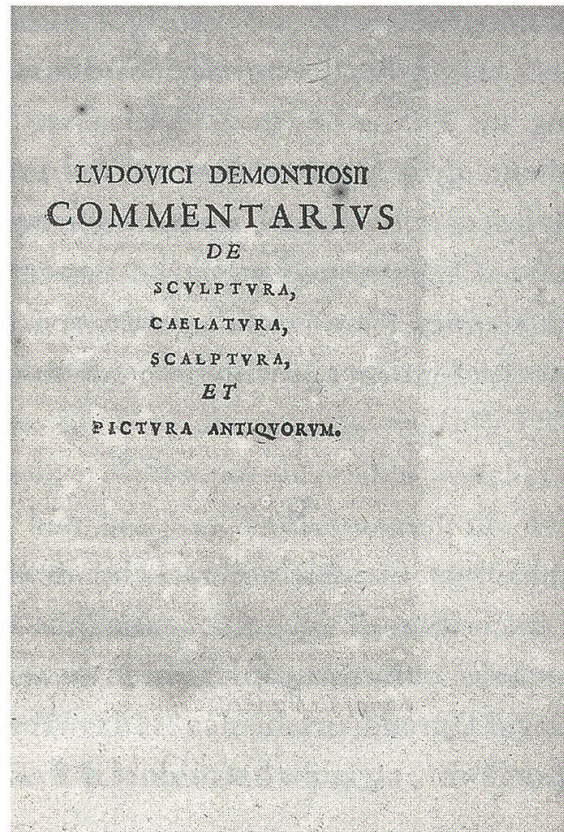 LVDOVICI DEMONTIOSII
COMMENTARIVS
DE
SCVLPTVRA,
CAELATVRA,
SCALPTVRA,
ET
PICTVRA ANTIQVORVM.